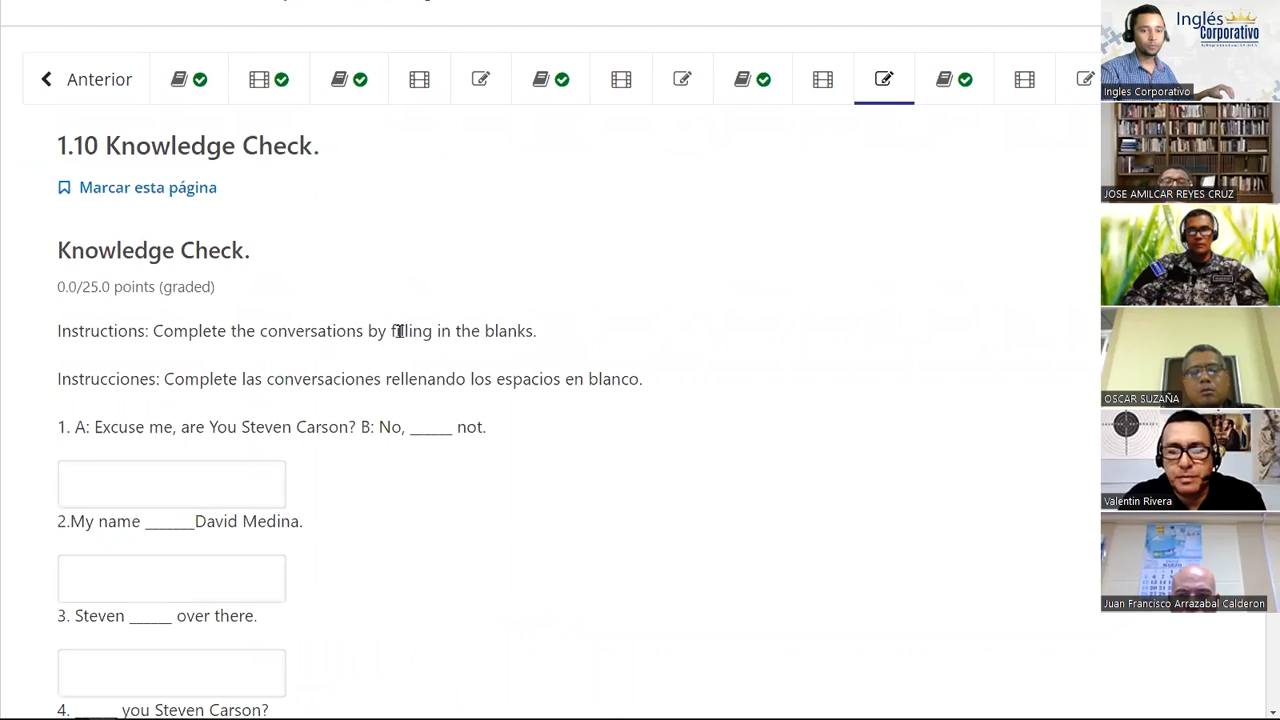 Anterior
1.10 Knowledge Check.
Marcar esta página
Knowledge Check.
0.0/25.0 points (graded)
Instructions: Complete the conversations by filling in the blanks.
Instrucciones: Complete las conversaciones rellenando los espacios en blanco.
1. A: Excuse me, are You Steven Carson? B: No, ______ not.
2.My name _______David Medina.
3. Steven ______ over there.
4. ______ you Steven Carson?
Inglés
Corporativo
Ingles Corporativo
JOSE AMILCAR REYES CRUZ
OSCAR SUZAÑA
Valentin Rivera
MARZO
Juan Francisco Arrazabal Calderon